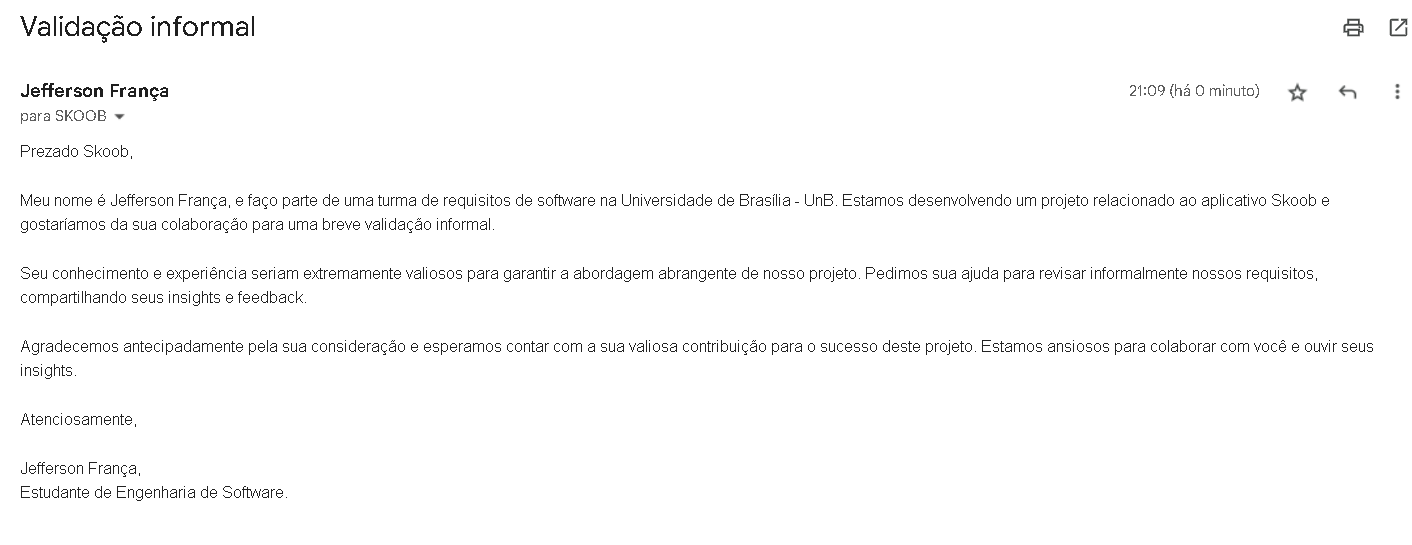 Validação informal
Jefferson França
21:09 (há 0 minuto)
para SKOOB
Prezado Skoob,
Meu nome é Jefferson França, e faço parte de uma turma de requisitos de software na Universidade de Brasília - UnB. Estamos desenvolvendo um projeto relacionado ao aplicativo Skoob e
gostaríamos da sua colaboração para uma breve validação informal.
Seu conhecimento e experiência seriam extremamente valiosos para garantir a abordagem abrangente de nosso projeto. Pedimos sua ajuda para revisar informalmente nossos requisitos,
compartilhando seus insights e feedback.
Agradecemos antecipadamente pela sua consideração e esperamos contar com a sua valiosa contribuição para o sucesso deste projeto. Estamos ansiosos para colaborar com você e ouvir seus
insights.
Atenciosamente,
Jefferson França,
Estudante de Engenharia de Software.